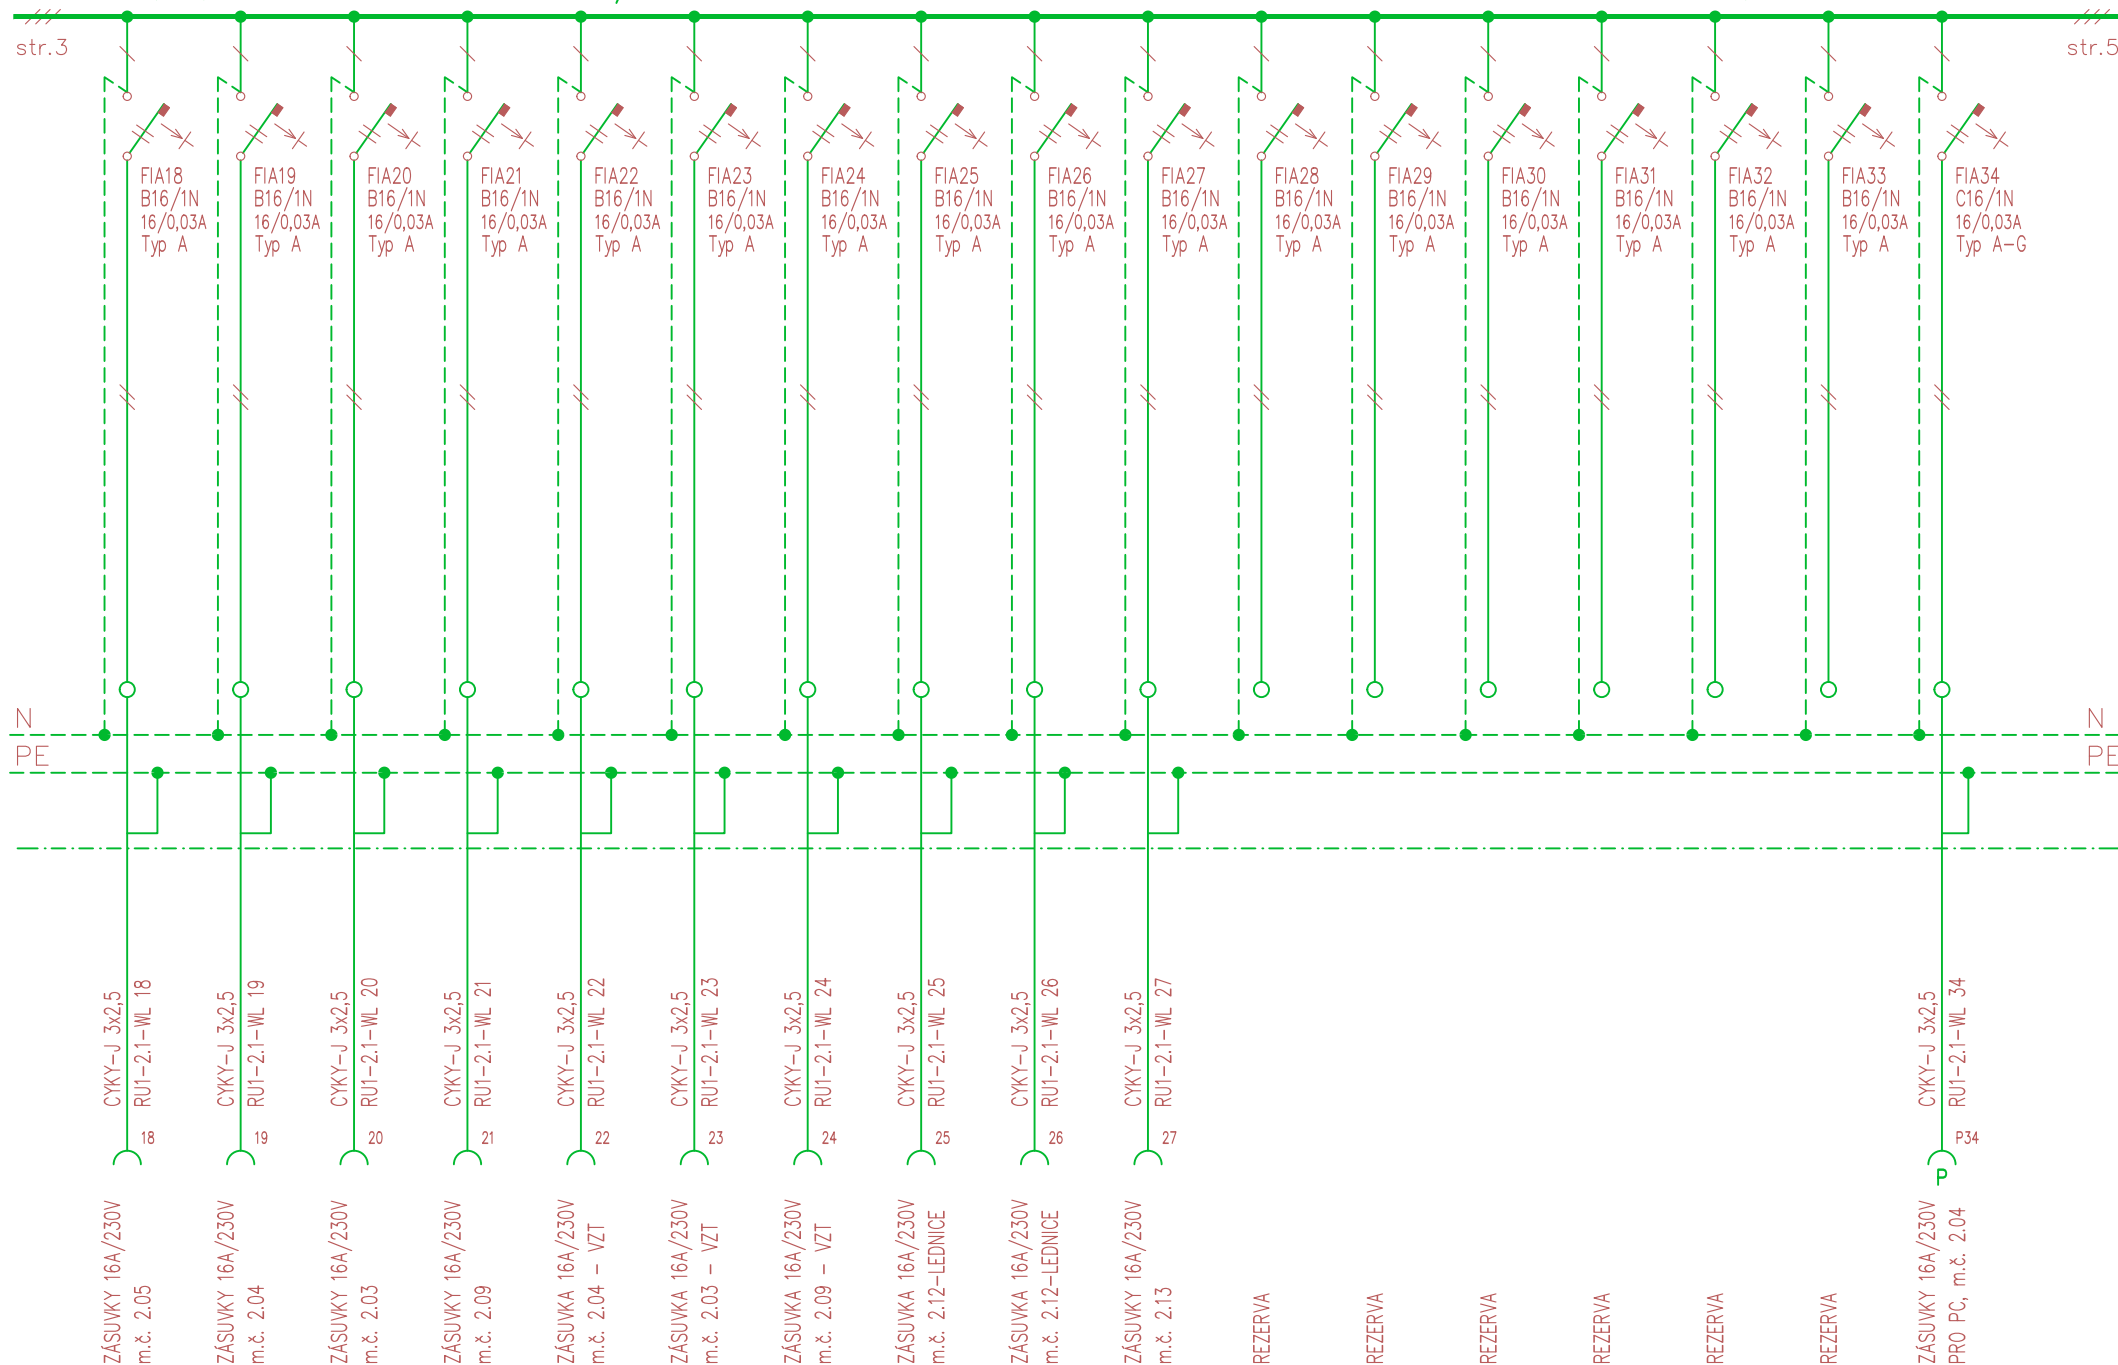 str.3
str.5
FIA18
B16/1N
16/0,03A
Typ A
FIA19
B16/1N
16/0,03A
Typ A
FIA20
B16/1N
16/0,03A
Typ A
FIA21
B16/1N
16/0,03A
Typ A
FIA22
B16/1N
16/0,03A
Typ A
FIA23
B16/1N
16/0,03A
Typ A
FIA24
B16/1N
16/0,03A
Typ A
FIA25
B16/1N
16/0,03A
Typ A
FIA26
B16/1N
16/0,03A
Typ A
FIA27
B16/1N
16/0,03A
Typ A
FIA28
B16/1N
16/0,03A
Typ A
FIA29
B16/1N
16/0,03A
Typ A
FIA30
B16/1N
16/0,03A
Typ A
FIA31
B16/1N
16/0,03A
Typ A
FIA32
B16/1N
16/0,03A
Typ A
FIA33
B16/1N
16/0,03A
Typ A
FIA34
C16/1N
16/0,03A
Typ A-G
N
N
PE
PE
CYKY-J 3x2,5
RU1-2.1-WL 18
CYKY-J 3x2,5
RU1-2.1-WL 19
CYKY-J 3x2,5
RU1-2.1-WL 20
CYKY-J 3x2,5
RU1-2.1-WL 21
CYKY-J 3x2,5
RU1-2.1-WL 22
CYKY-J 3x2,5
RU1-2.1-WL 23
CYKY-J 3x2,5
RU1-2.1-WL 24
CYKY-J 3x2,5
RU1-2.1-WL 25
CYKY-J 3x2,5
RU1-2.1-WL 26
CYKY-J 3x2,5
RU1-2.1-WL 27
CYKY-J 3x2,5
RU1-2.1-WL 34
18
19
20
21
22
23
24
25
26
27
P34
P
ZÁSUVKY 16A/230V
m.č. 2.05
ZÁSUVKY 16A/230V
m.č. 2.04
ZÁSUVKY 16A/230V
m.č. 2.03
ZÁSUVKY 16A/230V
m.č. 2.09
ZÁSUVKA 16A/230V
m.č. 2.04 - VZT
ZÁSUVKA 16A/230V
m.č. 2.03 - VZT
ZÁSUVKA 16A/230V
m.č. 2.09 - VZT
ZÁSUVKA 16A/230V
m.č. 2.12-LEDNICE
ZÁSUVKA 16A/230V
m.č. 2.12-LEDNICE
ZÁSUVKY 16A/230V
m.č. 2.13
REZERVA
REZERVA
REZERVA
REZERVA
REZERVA
REZERVA
ZÁSUVKY 16A/230V
PRO PC, m.č. 2.04